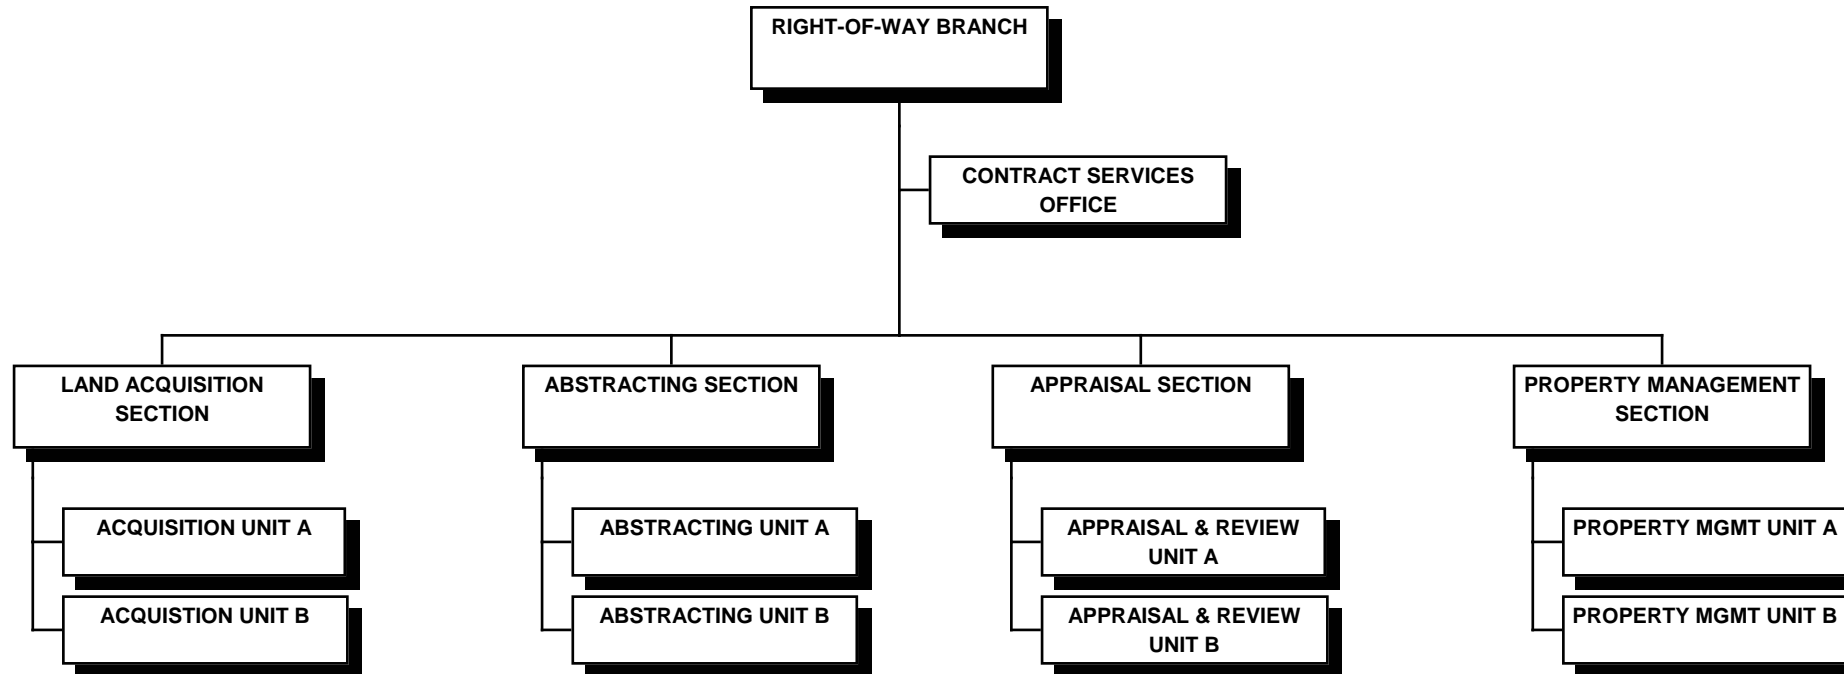 RIGHT-OF-WAY BRANCH
CONTRACT SERVICES
OFFICE
LAND ACQUISITION
SECTION
ABSTRACTING SECTION
APPRAISAL SECTION
PROPERTY MANAGEMENT
SECTION
ACQUISITION UNIT A
ABSTRACTING UNIT A
APPRAISAL & REVIEW
UNIT A
PROPERTY MGMT UNIT A
ACQUISTION UNIT B
ABSTRACTING UNIT B
APPRAISAL & REVIEW
UNIT B
PROPERTY MGMT UNIT B